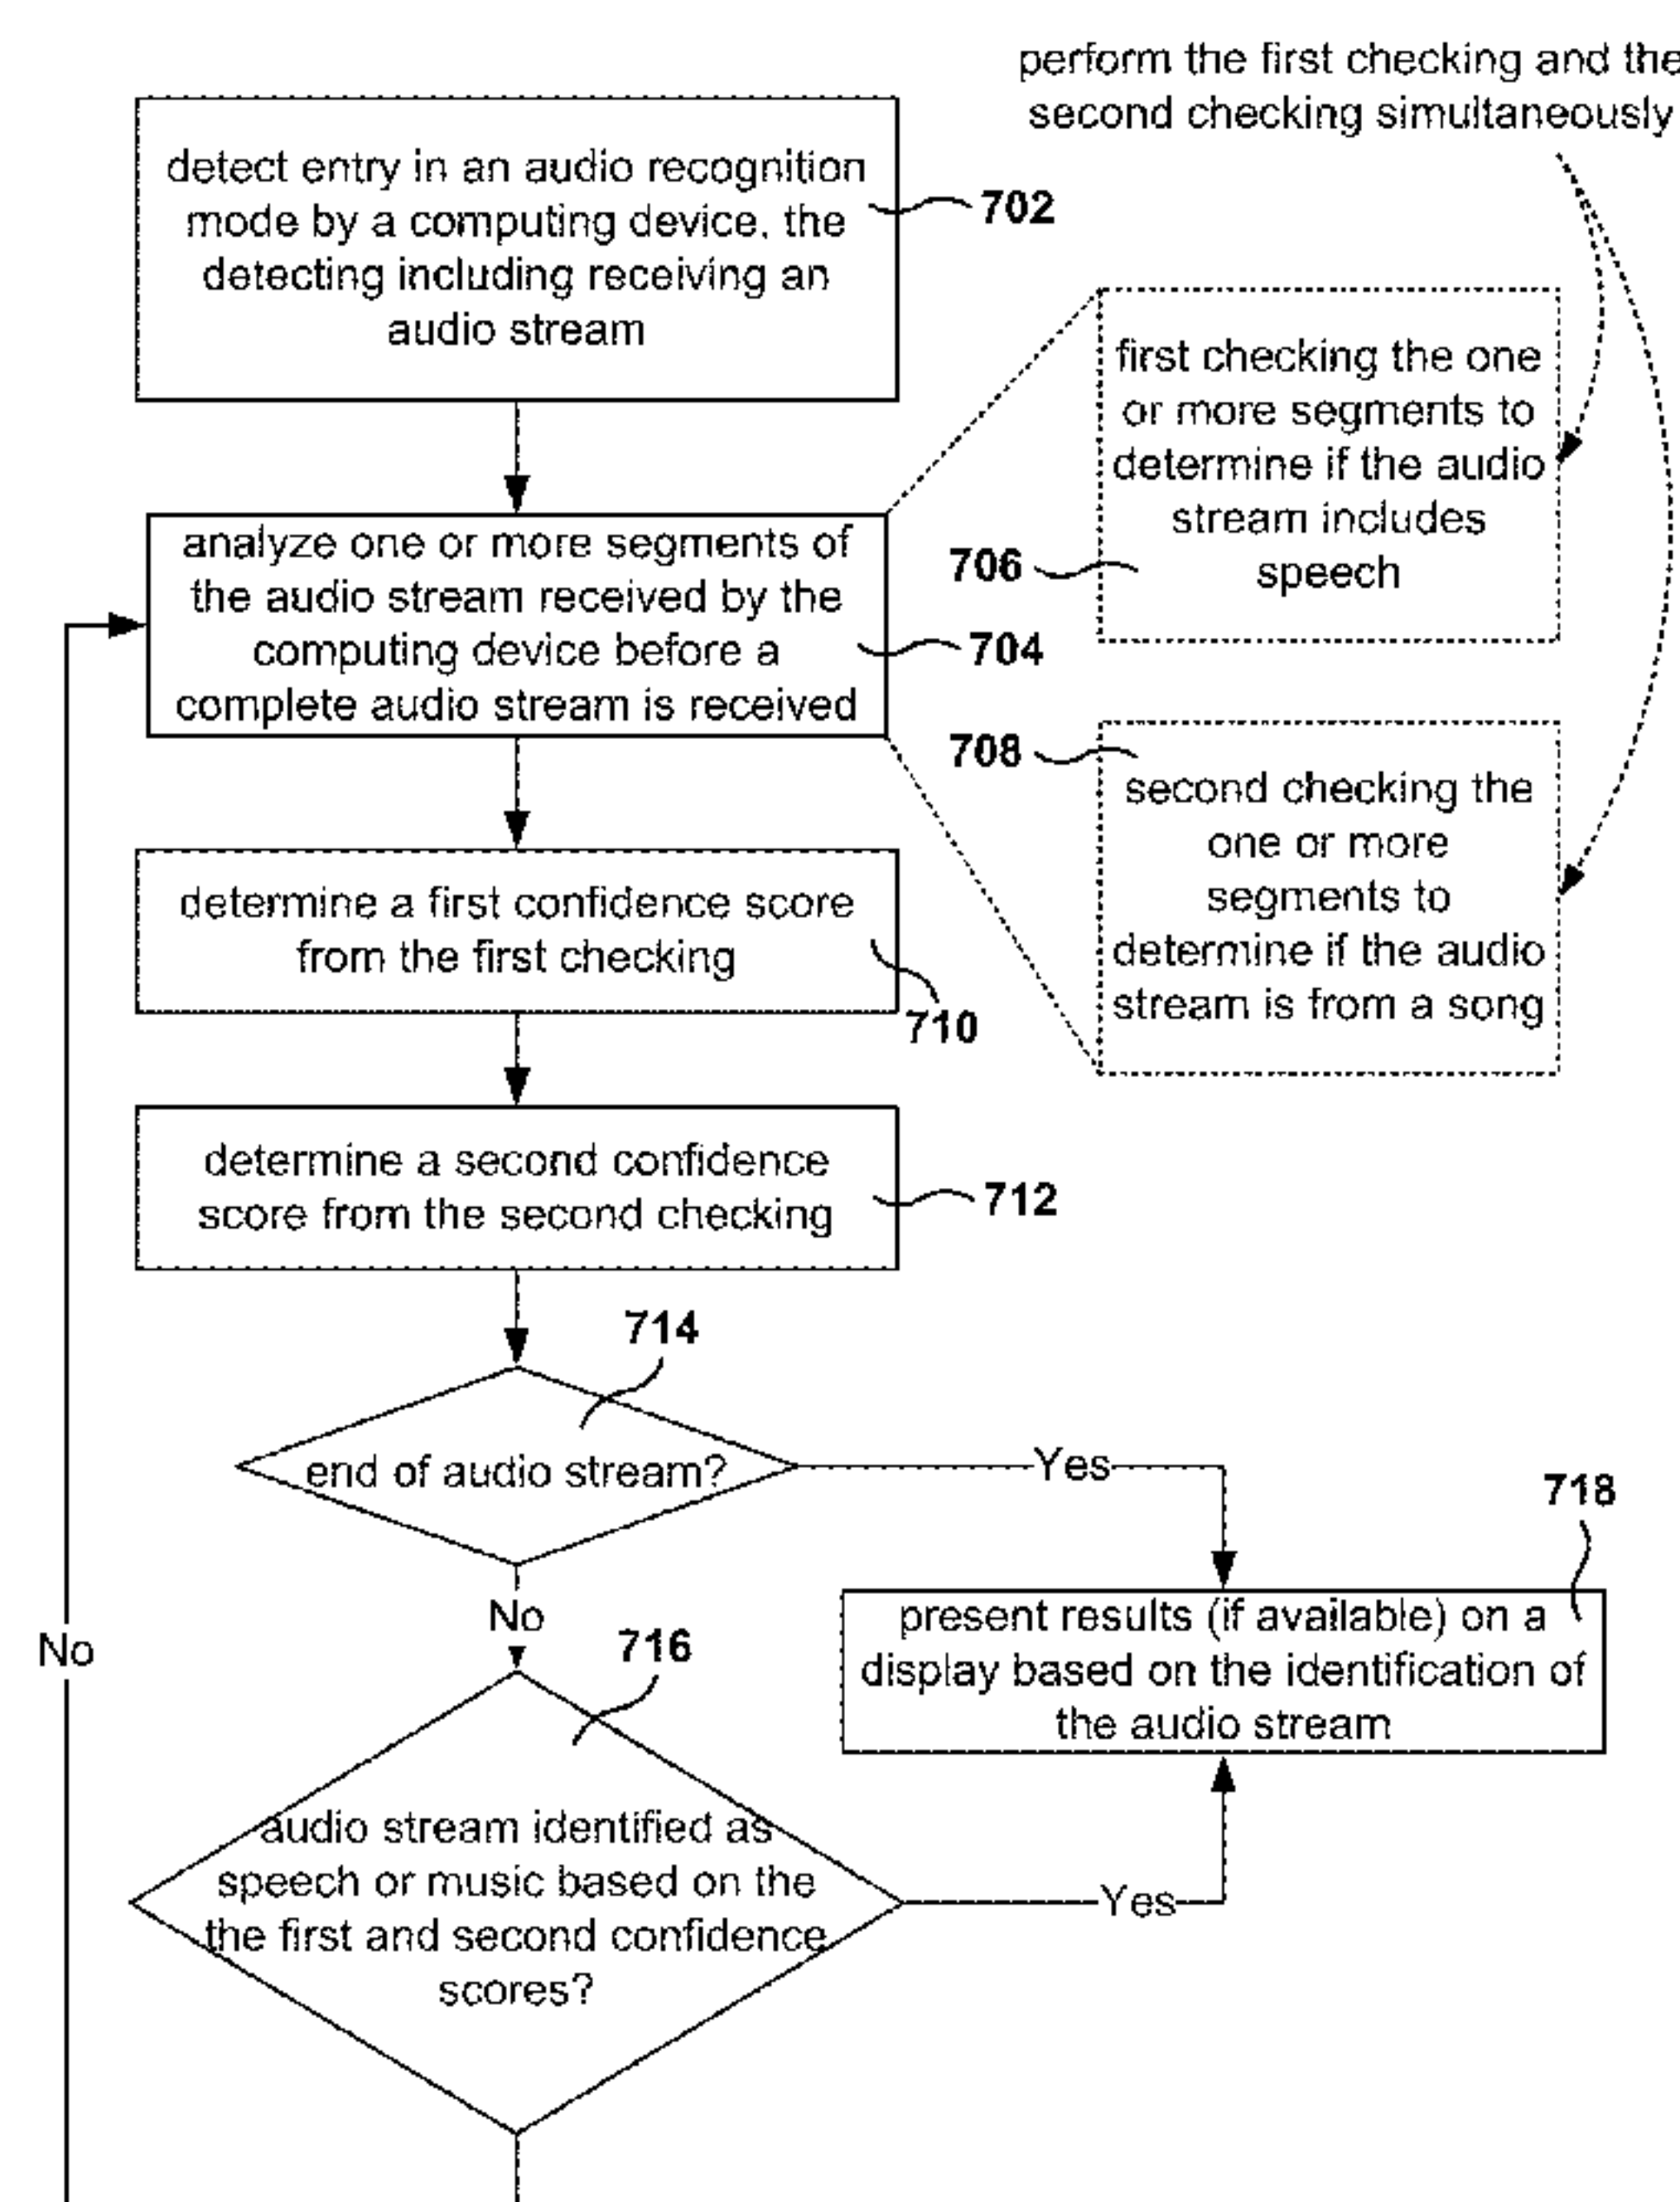 perform the first checking and the
second checking simultaneously
detect entry in an audio recognition
mode by a computing device, the
detecting including receiving an
audio stream
702
first checking the one
or more segments to
determine if the audio
stream includes
speech
706
analyze one or more segments of
the audio stream received by the
computing device before a
complete audio stream is received
704
708
second checking the
one or more
segments to
determine if the audio
stream is from a song
determine a first confidence score
from the first checking
710
determine a second confidence
score from the second checking
712
714
end of audio stream?
Yes
No
718
present results (if available) on a
display based on the identification of
the audio stream
716
audio stream identified as
speech or music based on the
the first and second confidence
scores?
Yes
No